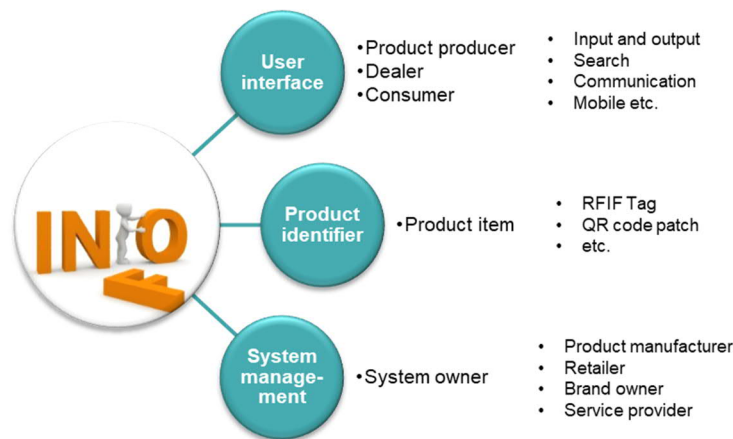 User
interface
• Product producer
• Dealer
• Consumer
• Input and output
• Search
• Communication
• Mobile etc.
INFO
Product
identifier
• Product item
• RFIF Tag
• QR code patch
• etc.
System
manage-
ment
• System owner
• Product manufacturer
• Retailer
• Brand owner
• Service provider